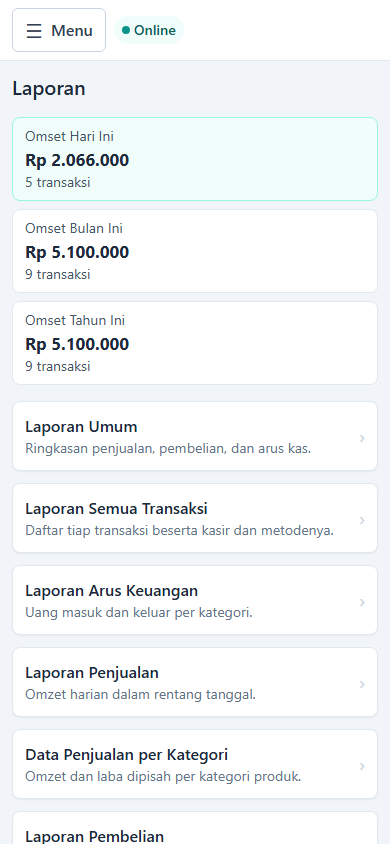 Menu
Online
Laporan
Omset Hari Ini
Rp 2.066.000
5 transaksi
Omset Bulan Ini
Rp 5.100.000
9 transaksi
Omset Tahun Ini
Rp 5.100.000
9 transaksi
Laporan Umum
Ringkasan penjualan, pembelian, dan arus kas.
Laporan Semua Transaksi
Daftar tiap transaksi beserta kasir dan metodenya.
Laporan Arus Keuangan
Uang masuk dan keluar per kategori.
Laporan Penjualan
Omzet harian dalam rentang tanggal.
Data Penjualan per Kategori
Omzet dan laba dipisah per kategori produk.
Laporan Pembelian